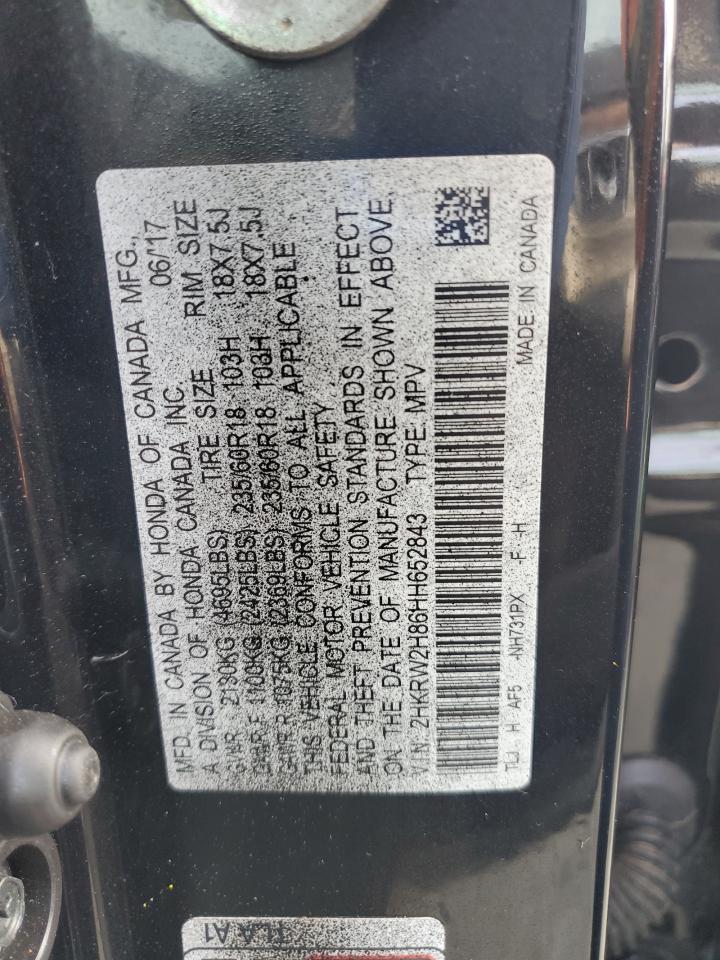 MFD. IN CANADA BY HONDA OF CANADA MFG.,
A DIVISION OF HONDA CANADA INC. 06/17
GVWR 2130KG (4695LBS) TIRE SIZE RIM SIZE
GAWR F 1100KG (2425LBS) 235/60R18 103H 18X7.5J
GAWR R 1075KG (2369LBS) 235/60R18 103H 18X7.5J
THIS VEHICLE CONFORMS TO ALL APPLICABLE
FEDERAL MOTOR VEHICLE SAFETY
AND THEFT PREVENTION STANDARDS IN EFFECT
ON THE DATE OF MANUFACTURE SHOWN ABOVE.
V.I.N. 2HKRW2H86HH652843 TYPE: MPV
TLJ H AF5 -NH731PX -F -H MADE IN CANADA
TLA A1